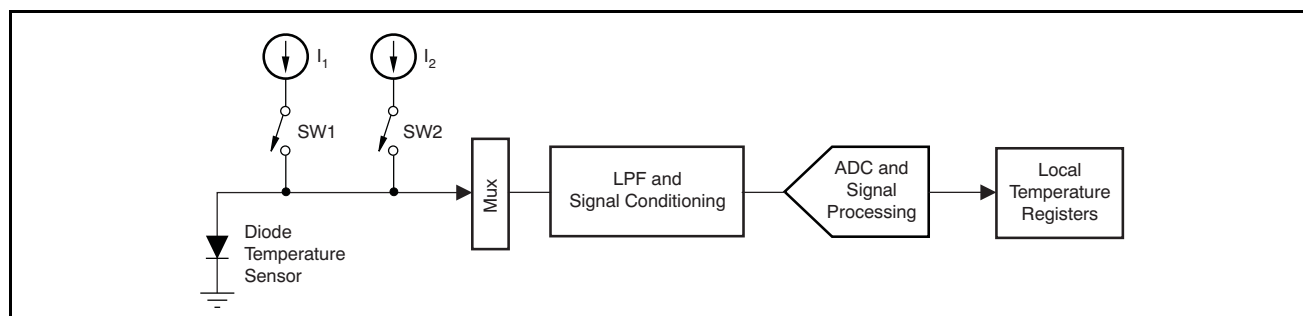 I₁
I₂
SW1
SW2
Mux
LPF and
Signal Conditioning
ADC and
Signal
Processing
Local
Temperature
Registers
Diode
Temperature
Sensor